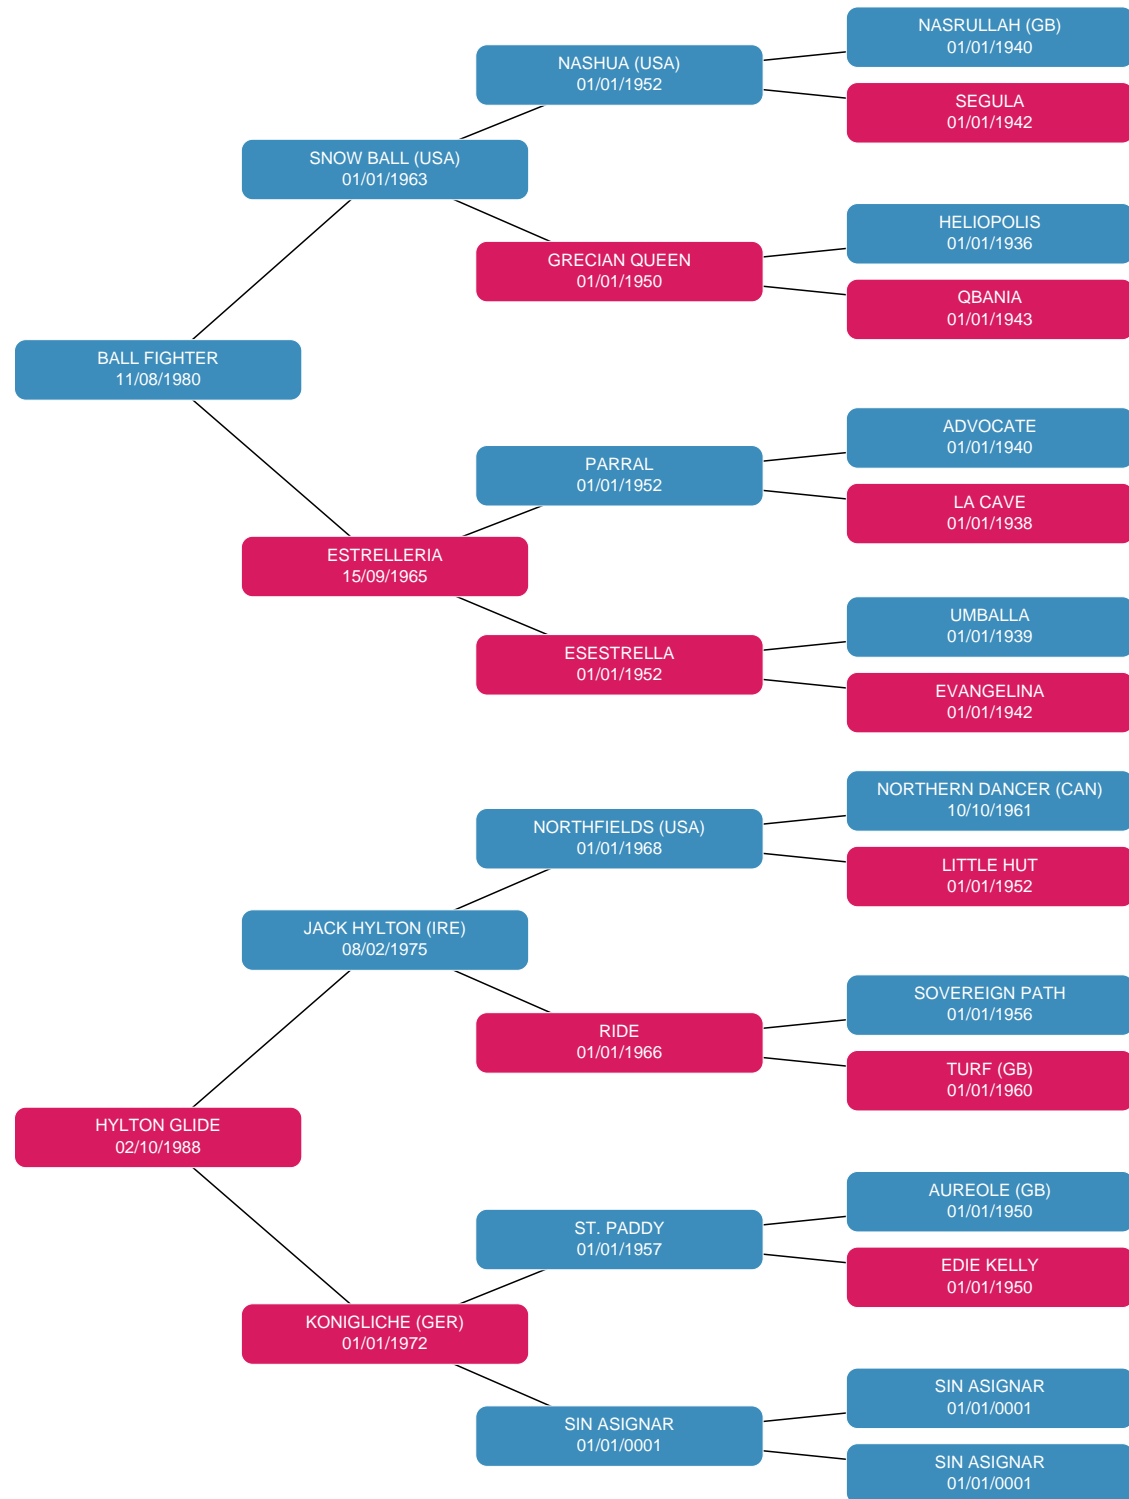 NASRULLAH (GB)
01/01/1940
NASHUA (USA)
01/01/1952
SEGULA
01/01/1942
SNOW BALL (USA)
01/01/1963
HELIOPOLIS
01/01/1936
GRECIAN QUEEN
01/01/1950
QBANIA
01/01/1943
BALL FIGHTER
11/08/1980
ADVOCATE
01/01/1940
PARRAL
01/01/1952
LA CAVE
01/01/1938
ESTRELLERIA
15/09/1965
UMBALLA
01/01/1939
ESESTRELLA
01/01/1952
EVANGELINA
01/01/1942
NORTHERN DANCER (CAN)
10/10/1961
NORTHFIELDS (USA)
01/01/1968
LITTLE HUT
01/01/1952
JACK HYLTON (IRE)
08/02/1975
SOVEREIGN PATH
01/01/1956
RIDE
01/01/1966
TURF (GB)
01/01/1960
HYLTON GLIDE
02/10/1988
AUREOLE (GB)
01/01/1950
ST. PADDY
01/01/1957
EDIE KELLY
01/01/1950
KONIGLICHE (GER)
01/01/1972
SIN ASIGNAR
01/01/0001
SIN ASIGNAR
01/01/0001
SIN ASIGNAR
01/01/0001